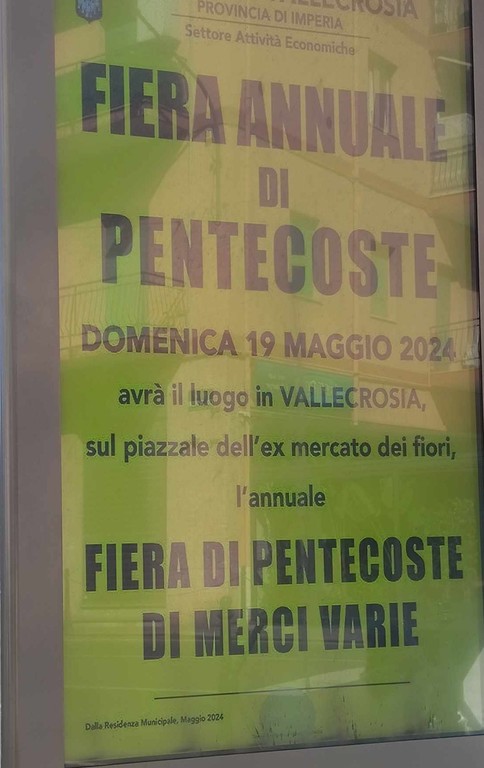 VALLECROSIA
PROVINCIA DI IMPERIA
Settore Attività Economiche
FIERA ANNUALE
DI
PENTECOSTE
DOMENICA 19 MAGGIO 2024
avrà il luogo in VALLECROSIA,
sul piazzale dell'ex mercato dei fiori,
l'annuale
FIERA DI PENTECOSTE
DI MERCI VARIE
Dalla Residenza Municipale, Maggio 2024